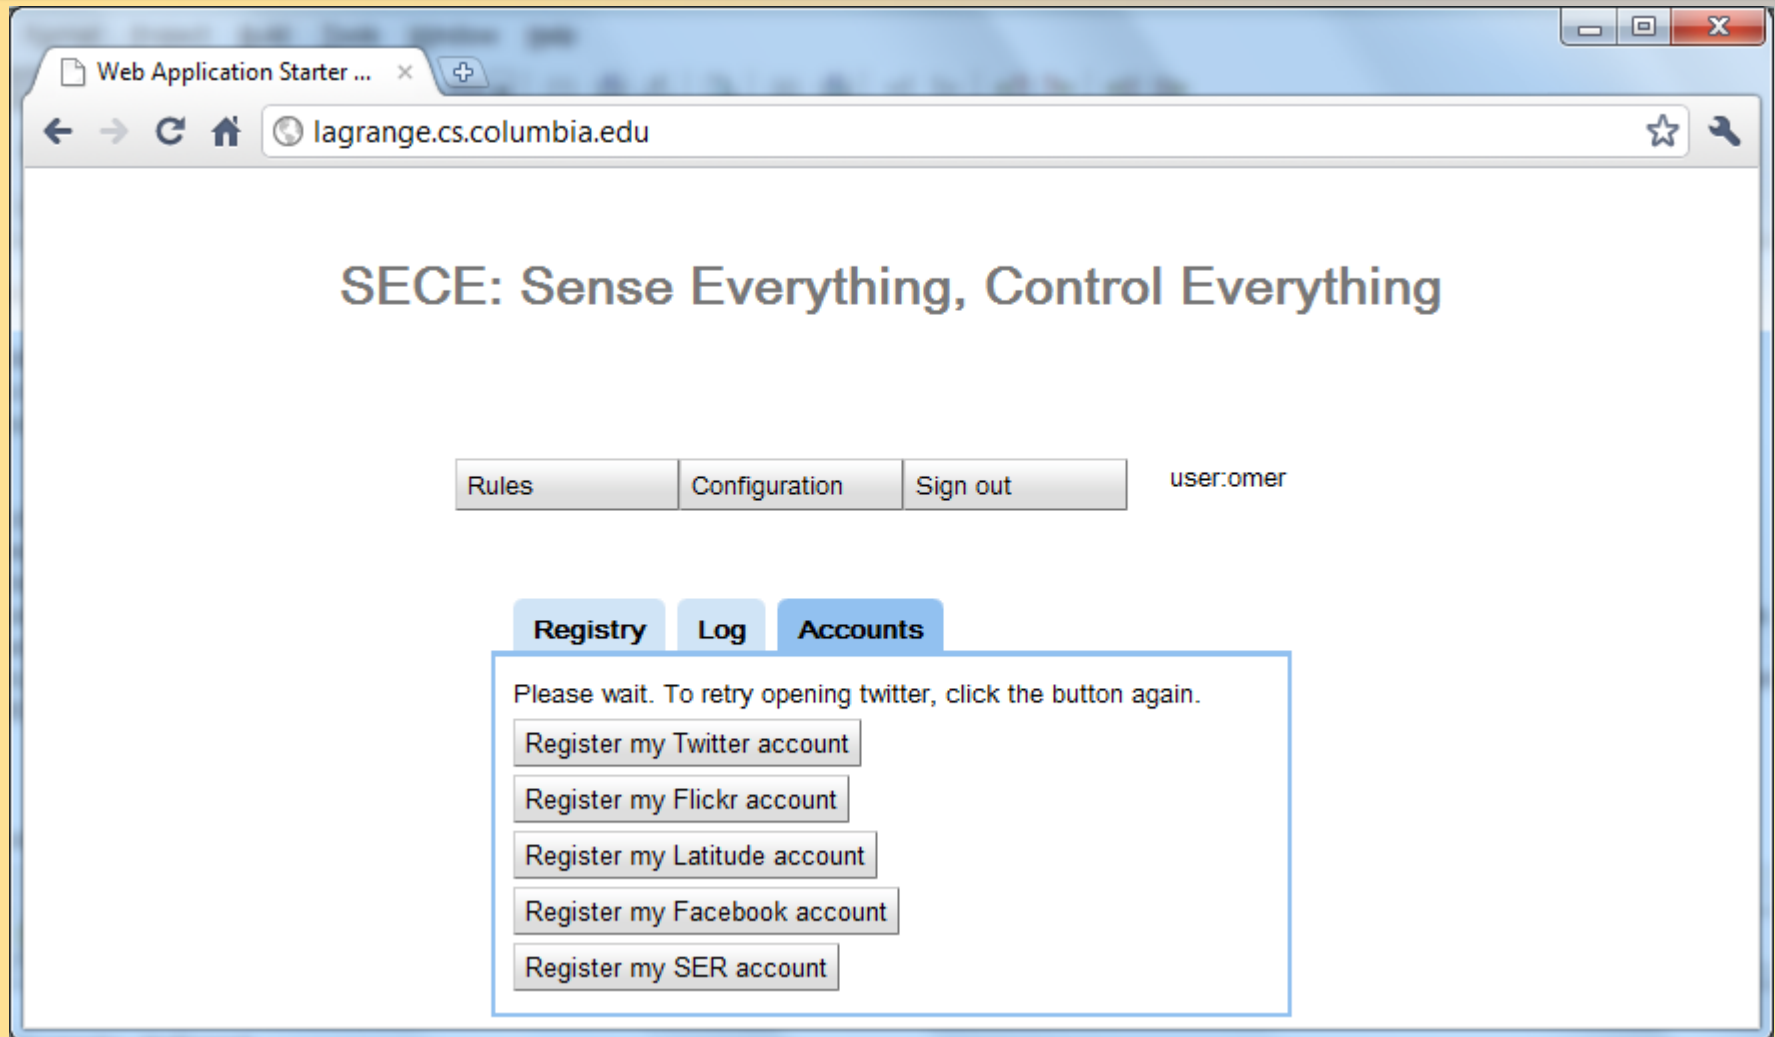 Web Application Starter ...
lagrange.cs.columbia.edu
SECE: Sense Everything, Control Everything
Rules Configuration Sign out user:omer
Registry Log Accounts
Please wait. To retry opening twitter, click the button again.
Register my Twitter account
Register my Flickr account
Register my Latitude account
Register my Facebook account
Register my SER account